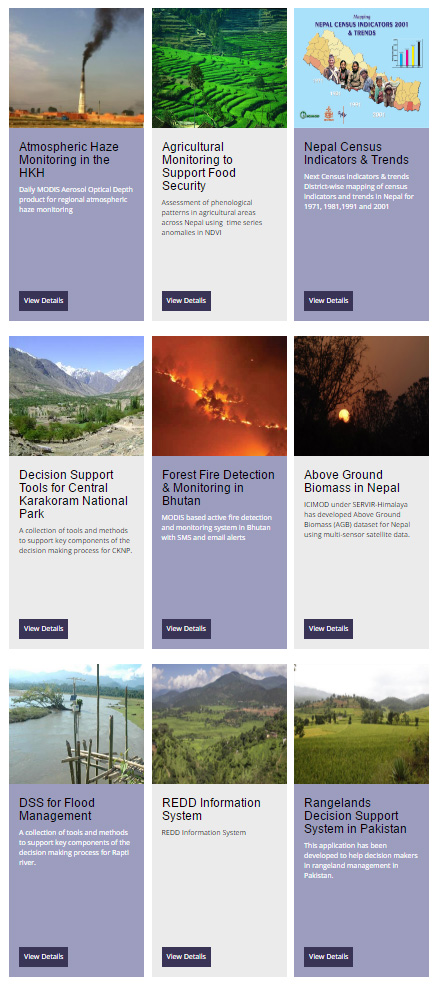 Mapping
NEPAL CENSUS INDICATORS 2001
& TRENDS
Atmospheric Haze
Monitoring in the
HKH
Daily MODIS Aerosol Optical Depth
product for regional atmospheric
haze monitoring
View Details
Agricultural
Monitoring to
Support Food
Security
Assessment of phenological
patterns in agricultural areas
across Nepal using time series
anomalies in NDVI
View Details
Nepal Census
Indicators & Trends
Next Census indicators & trends
District-wise mapping of census
indicators and trends in Nepal for
1971, 1981,1991 and 2001
View Details
Decision Support
Tools for Central
Karakoram National
Park
A collection of tools and methods
to support key components of the
decision making process for CKNP.
View Details
Forest Fire Detection
& Monitoring in
Bhutan
MODIS based active fire detection
and monitoring system in Bhutan
with SMS and email alerts
View Details
Above Ground
Biomass in Nepal
ICIMOD under SERVIR-Himalaya
has developed Above Ground
Biomass (AGB) dataset for Nepal
using multi-sensor satellite data.
View Details
DSS for Flood
Management
A collection of tools and methods
to support key components of the
decision making process for Rapti
river.
View Details
REDD Information
System
REDD Information System
View Details
Rangelands
Decision Support
System in Pakistan
This application has been
developed to help decision makers
in rangeland management in
Pakistan.
View Details